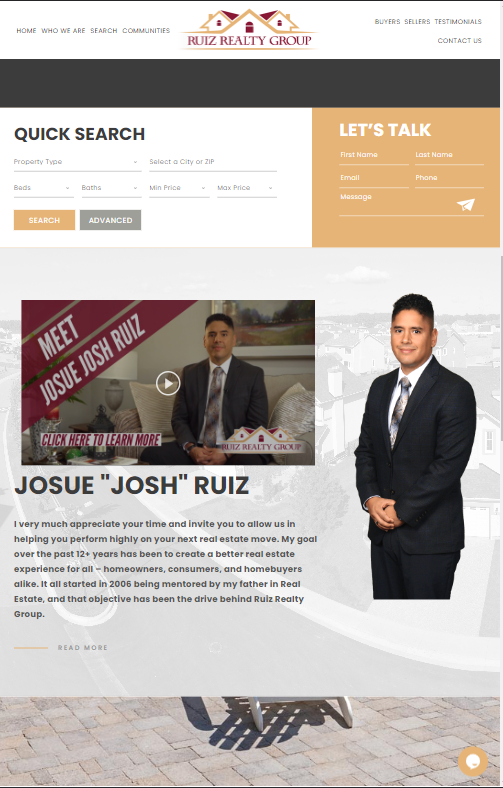 HOME WHO WE ARE SEARCH COMMUNITIES
RUIZ REALTY GROUP
BUYERS SELLERS TESTIMONIALS
CONTACT US
QUICK SEARCH
Property Type
Select a City or ZIP
Beds
Baths
Min Price
Max Price
SEARCH
ADVANCED
LET'S TALK
First Name
Last Name
Email
Phone
Message
MEET
JOSUE JOSH RUIZ
CLICK HERE TO LEARN MORE
RUIZ REALTY GROUP
JOSUE "JOSH" RUIZ
I very much appreciate your time and invite you to allow us in
helping you perform highly on your next real estate move. My goal
over the past 12+ years has been to create a better real estate
experience for all – homeowners, consumers, and homebuyers
alike. It all started in 2006 being mentored by my father in Real
Estate, and that objective has been the drive behind Ruiz Realty
Group.
READ MORE